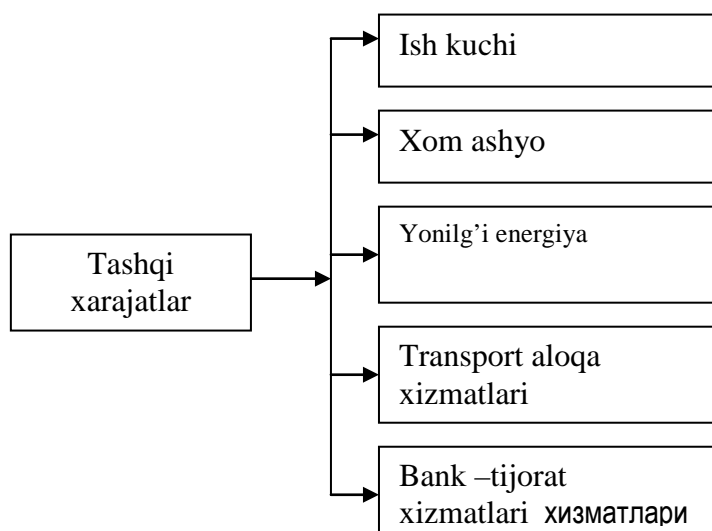 Ish kuchi
Xom ashyo
Yonilg’i energiya
Tashqi
xarajatlar
Transport aloqa
xizmatlari
Bank –tijorat
xizmatlari хизматлари